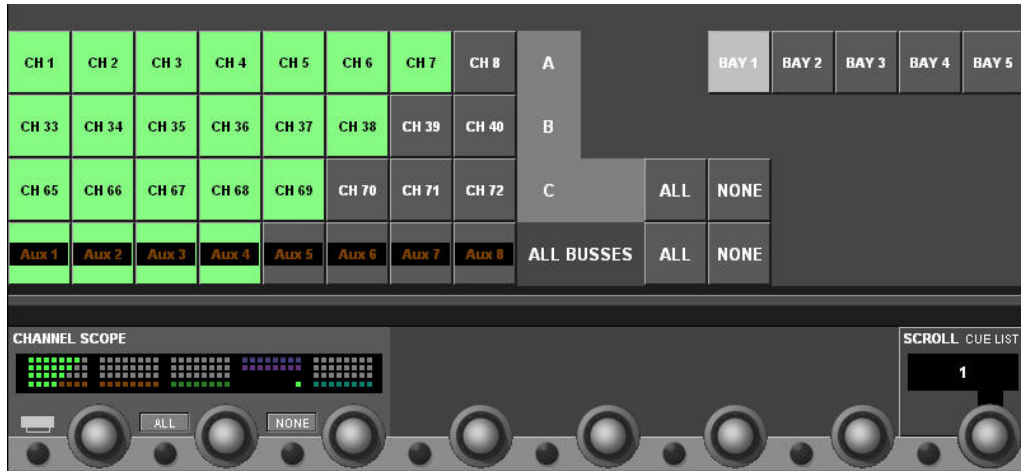 CH 1 CH 2 CH 3 CH 4 CH 5 CH 6 CH 7 CH 8 A BAY 1 BAY 2 BAY 3 BAY 4 BAY 5
CH 33 CH 34 CH 35 CH 36 CH 37 CH 38 CH 39 CH 40 B
CH 65 CH 66 CH 67 CH 68 CH 69 CH 70 CH 71 CH 72 C ALL NONE
Aux 1 Aux 2 Aux 3 Aux 4 Aux 5 Aux 6 Aux 7 Aux 8 ALL BUSSES ALL NONE
CHANNEL SCOPE SCROLL CUE LIST
1
ALL NONE